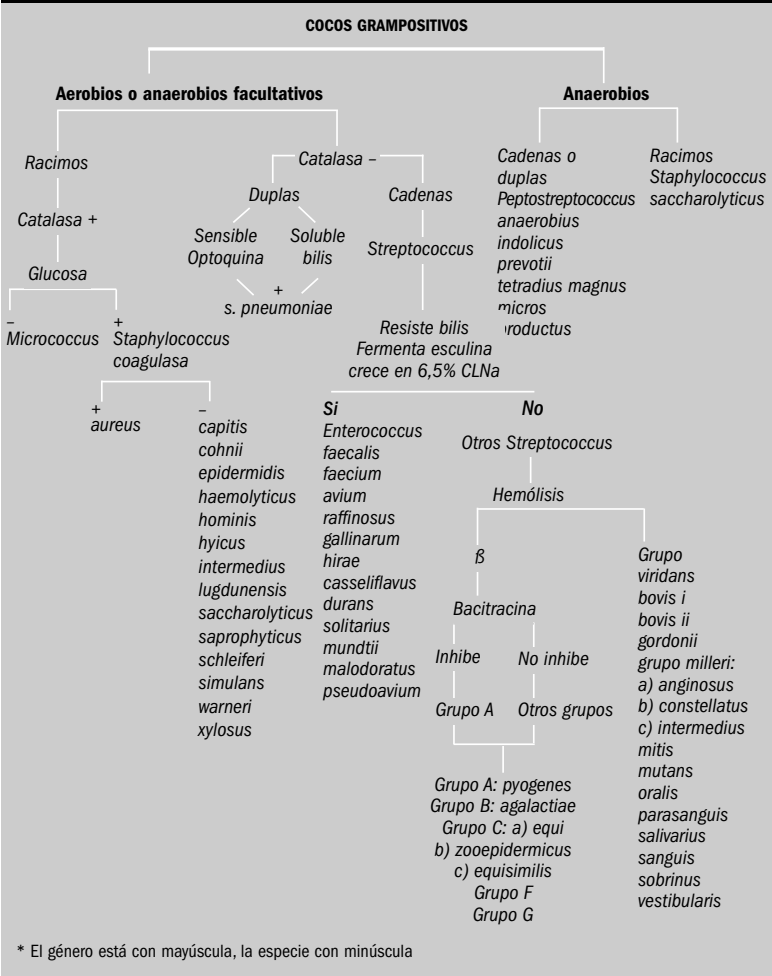 COCOS GRAMPOSITIVOS
Aerobios o anaerobios facultativos
Anaerobios
Racimos
Catalasa +
Glucosa
–
Micrococcus
+
Staphylococcus
coagulasa
+
aureus
–
capitis
cohnii
epidermidis
haemolyticus
hominis
hyicus
intermedius
lugdunensis
saccharolyticus
saprophyticus
schleiferi
simulans
warneri
xylosus
Catalasa –
Duplas
Sensible
Optoquina
Soluble
bilis
+
s. pneumoniae
Cadenas
Streptococcus
Resiste bilis
Fermenta esculina
crece en 6,5% CLNa
Si
Enterococcus
faecalis
faecium
avium
raffinosus
gallinarum
hirae
casseliflavus
durans
solitarius
mundtii
malodoratus
pseudoavium
No
Otros Streptococcus
Hemólisis
ß
Bacitracina
Inhibe
No inhibe
Grupo A
Otros grupos
Grupo A: pyogenes
Grupo B: agalactiae
Grupo C: a) equi
b) zooepidermicus
c) equisimilis
Grupo F
Grupo G
Grupo
viridans
bovis i
bovis ii
gordonii
grupo milleri:
a) anginosus
b) constellatus
c) intermedius
mitis
mutans
oralis
parasanguis
salivarius
sanguis
sobrinus
vestibularis
Cadenas o
duplas
Peptostreptococcus
anaerobius
indolicus
prevotii
tetradius magnus
micros
productus
Racimos
Staphylococcus
saccharolyticus
* El género está con mayúscula, la especie con minúscula